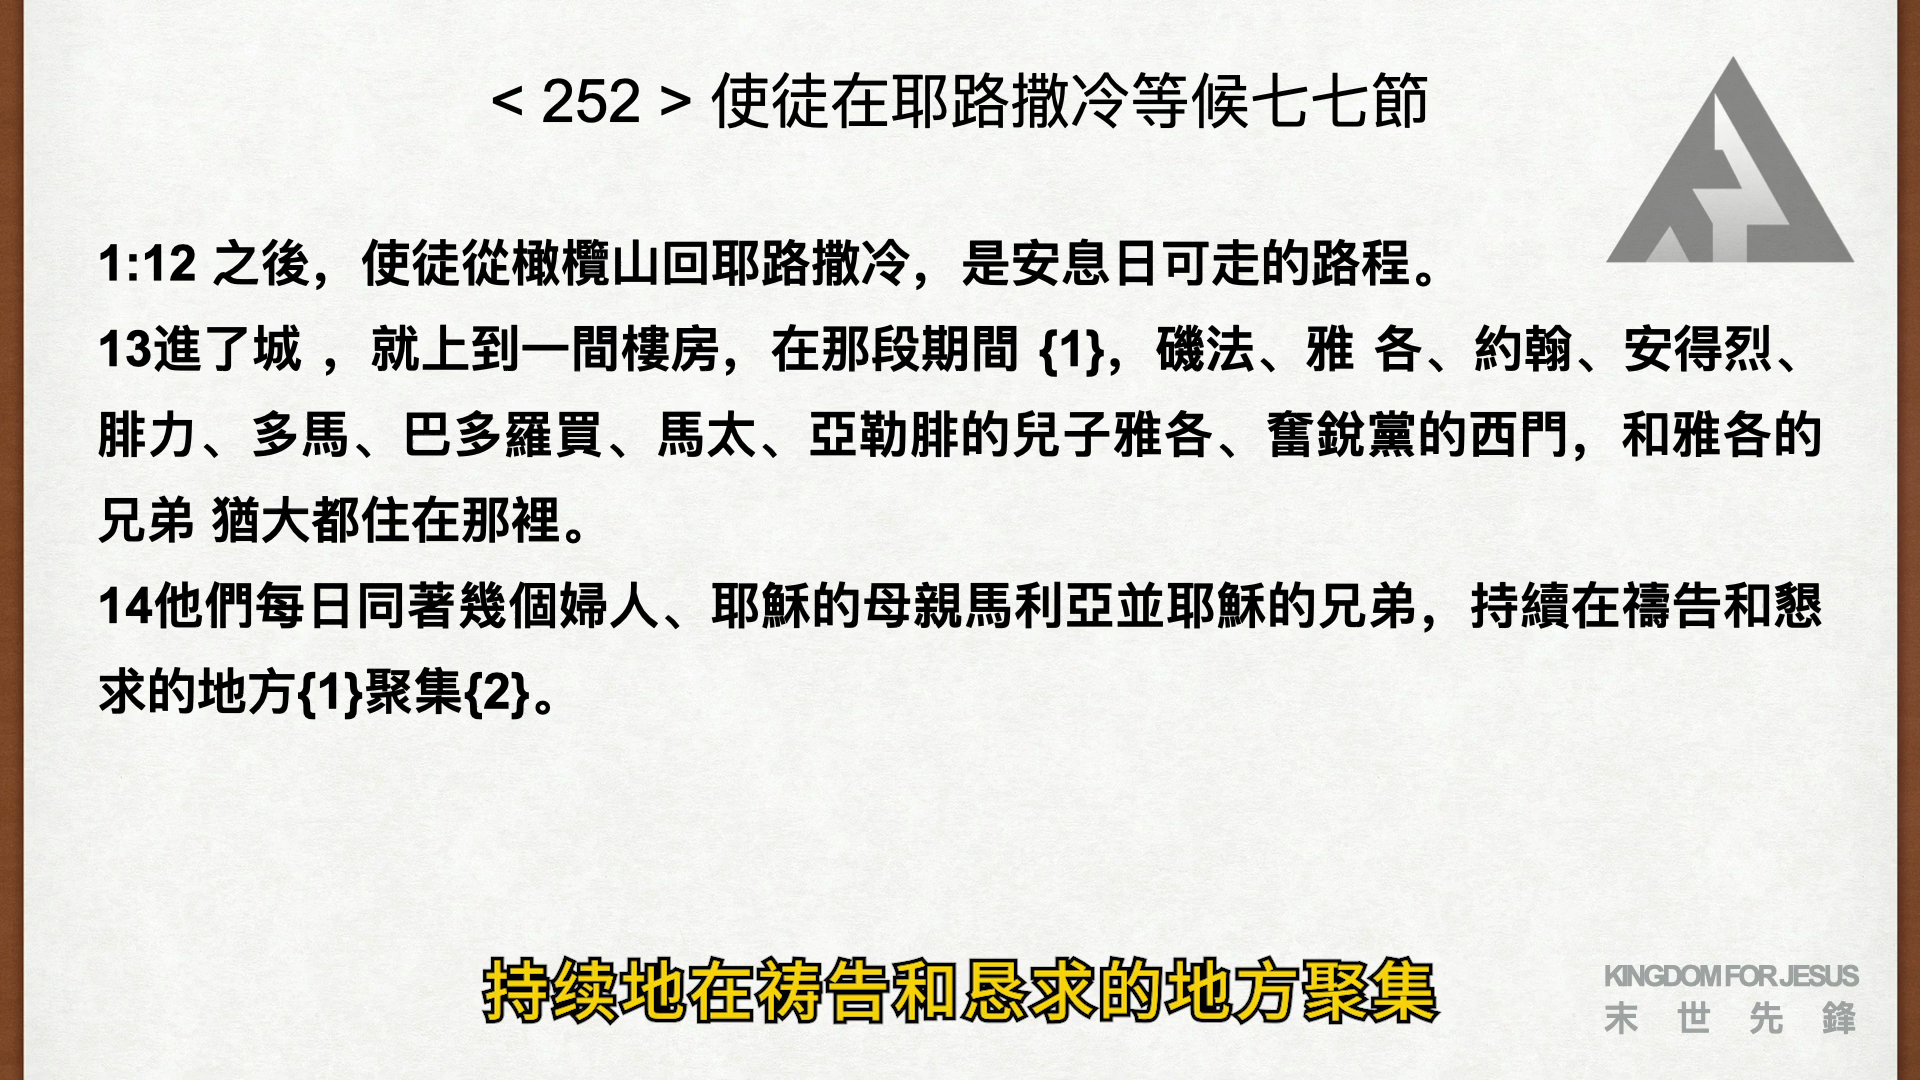 < 252 > 使徒在耶路撒冷等候七七節
1:12 之後，使徒從橄欖山回耶路撒冷，是安息日可走的路程。
13進了城 ，就上到一間樓房，在那段期間 {1}，磯法、雅 各、約翰、安得烈、
腓力、多馬、巴多羅買、馬太、亞勒腓的兒子雅各、奮銳黨的西門，和雅各的
兄弟 猶大都住在那裡。
14他們每日同著幾個婦人、耶穌的母親馬利亞並耶穌的兄弟，持續在禱告和懇
求的地方{1}聚集{2}。
持续地在祷告和恳求的地方聚集
KINGDOM FOR JESUS
末世先鋒